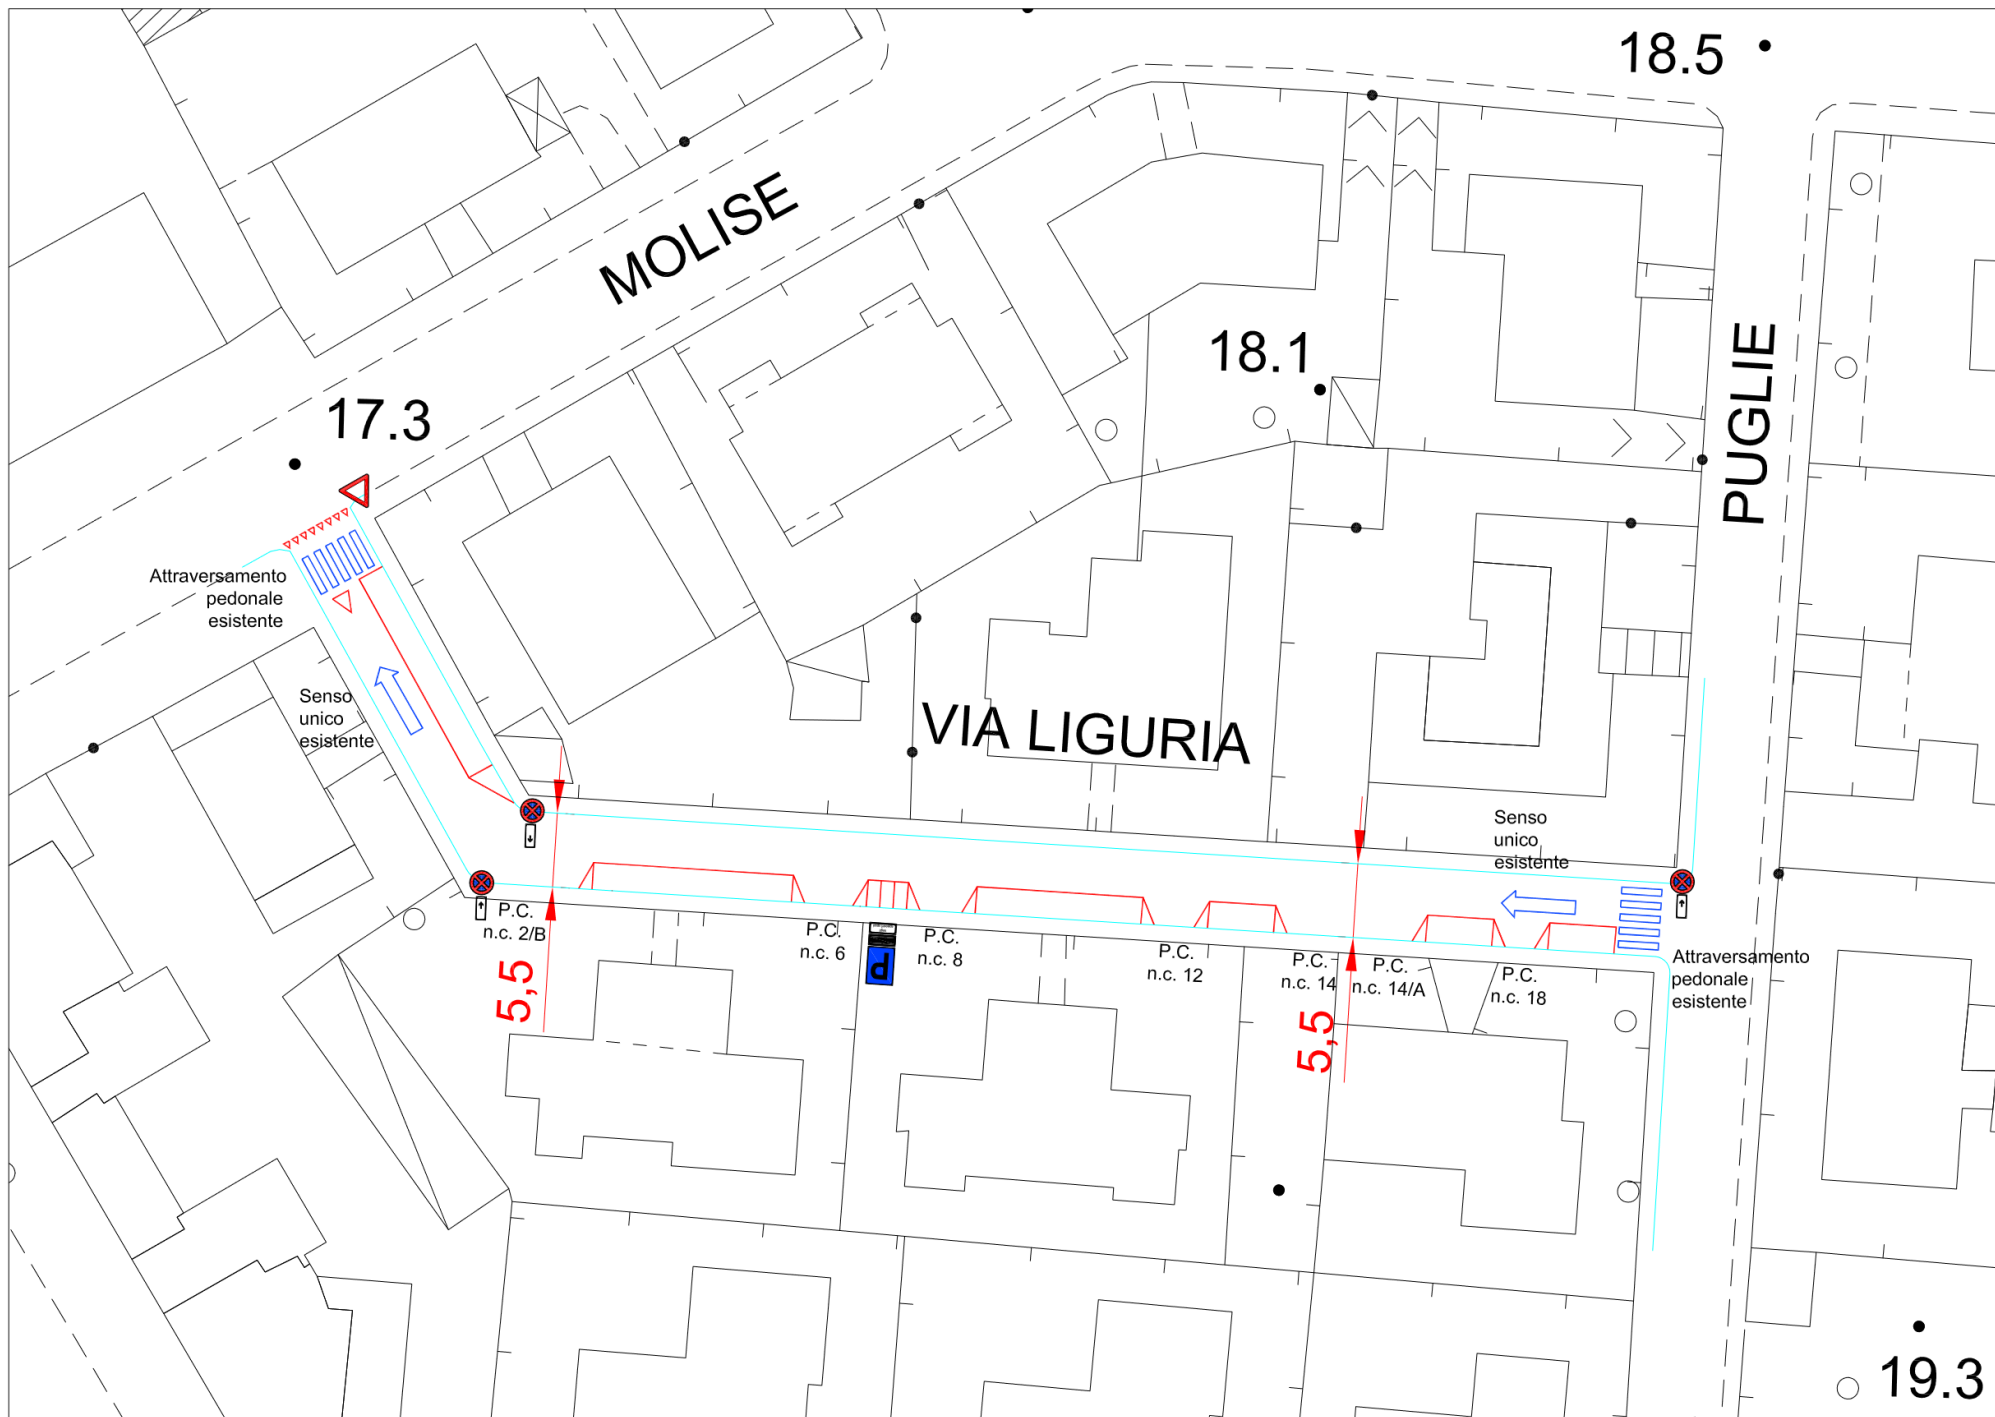 18.5
MOLISE
18.1
PUGLIE
17.3
Attraversamento
pedonale
esistente
Senso
unico
esistente
VIA LIGURIA
Senso
unico
esistente
P.C.
n.c. 2/B
P.C.
n.c. 6
P.C.
n.c. 8
P.C.
n.c. 12
P.C.
n.c. 14
P.C.
n.c. 14/A
P.C.
n.c. 18
Attraversamento
pedonale
esistente
P
5,5
5,5
19.3